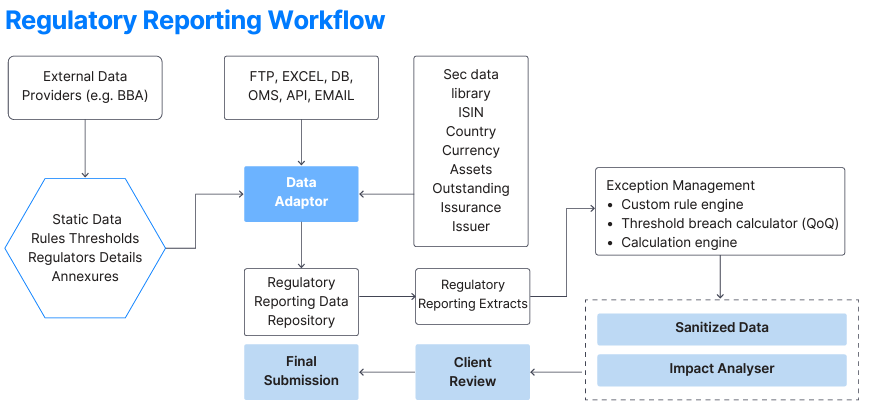 Regulatory Reporting Workflow
External Data
Providers (e.g. BBA)
FTP, EXCEL, DB,
OMS, API, EMAIL
Sec data
library
ISIN
Country
Currency
Assets
Outstanding
Issurance
Issuer
Data
Adaptor
Static Data
Rules Thresholds
Regulators Details
Annexures
Exception Management
• Custom rule engine
• Threshold breach calculator (QoQ)
• Calculation engine
Regulatory
Reporting Data
Repository
Regulatory
Reporting Extracts
Sanitized Data
Impact Analyser
Client
Review
Final
Submission